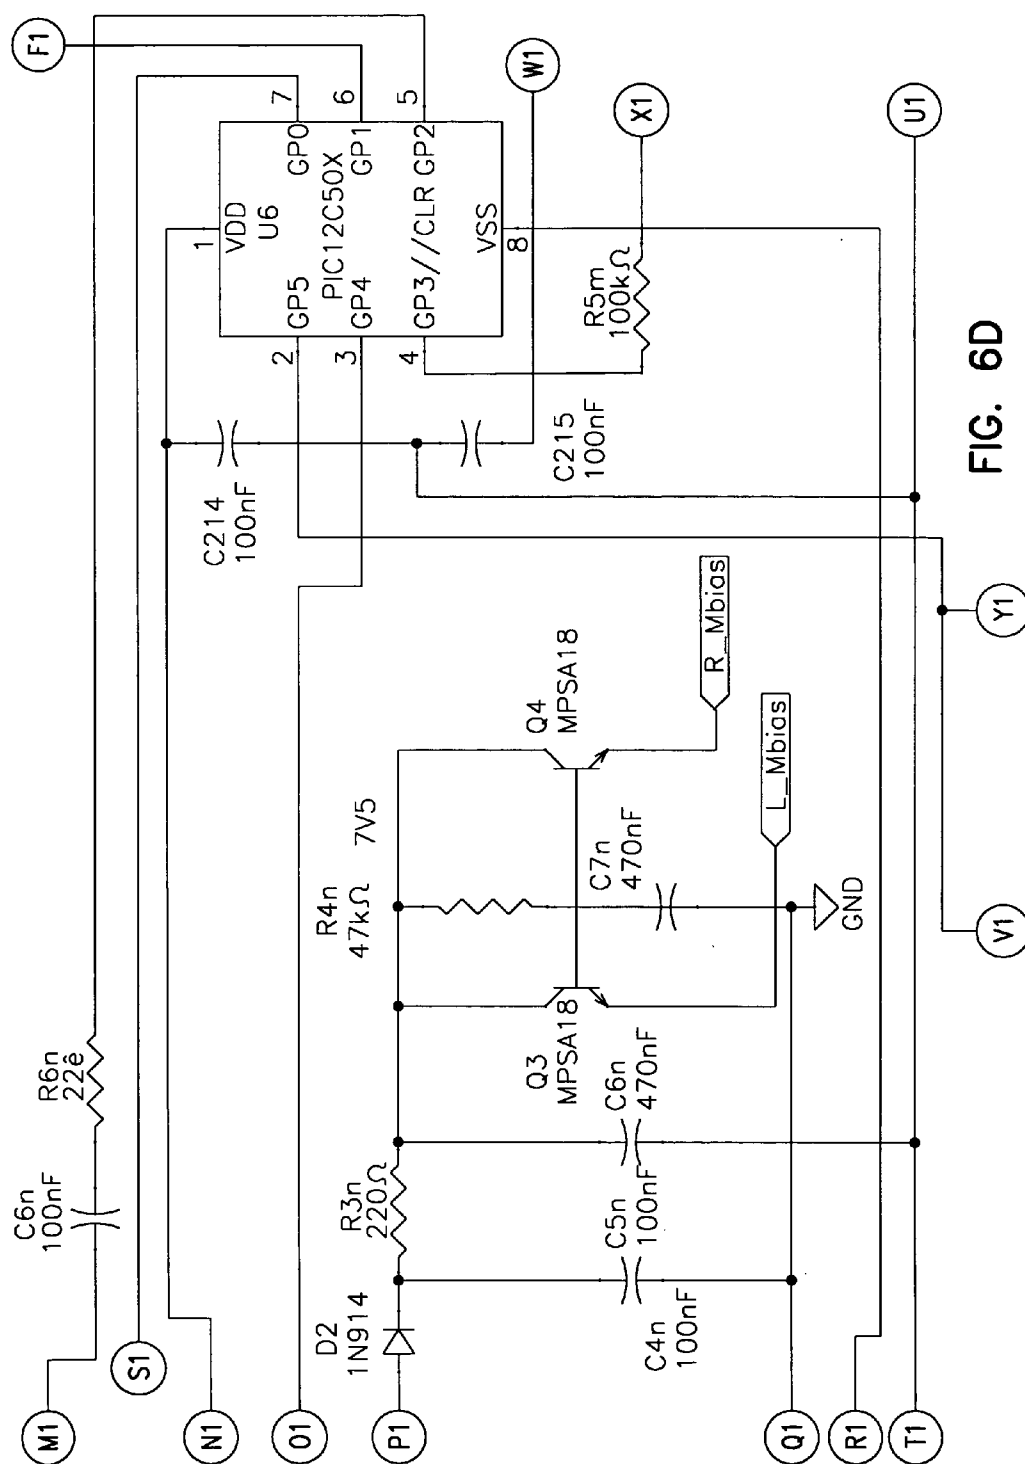 M1
S1
N1
O1
P1
Q1
R1
T1
C6n
100nF
R6n
22ê
D2
1N914
R3n
220Ω
C4n
100nF
C5n
100nF
C6n
470nF
Q3
MPSA18
R4n
47kΩ
7V5
C7n
470nF
GND
Q4
MPSA18
R_Mbias
L_Mbias
C214
100nF
C215
100nF
1
VDD
U6
PIC12C50X
2
GP5
3
GP4
4
GP3//CLR
GP0
7
GP1
6
GP2
5
VSS
8
R5m
100kΩ
F1
W1
X1
U1
Y1
V1
FIG. 6D